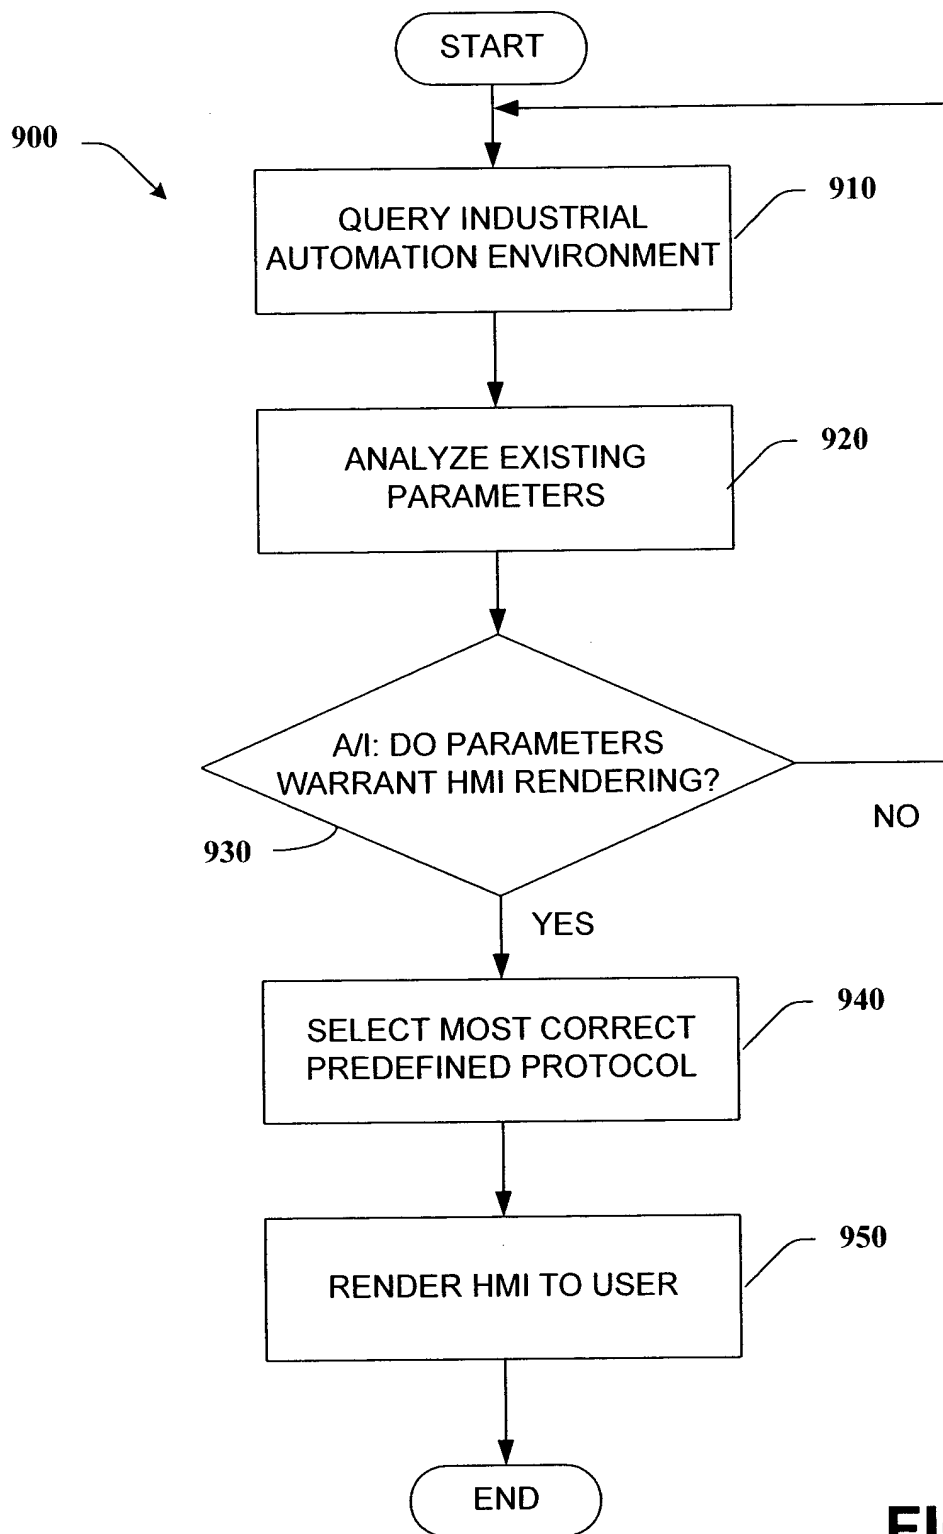 START
900
910
QUERY INDUSTRIAL
AUTOMATION ENVIRONMENT
920
ANALYZE EXISTING
PARAMETERS
A/I: DO PARAMETERS
WARRANT HMI RENDERING?
NO
930
YES
940
SELECT MOST CORRECT
PREDEFINED PROTOCOL
950
RENDER HMI TO USER
END